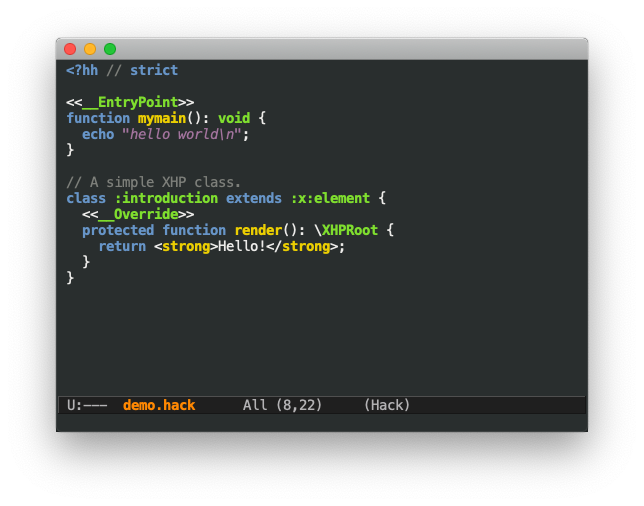 <?hh // strict

<<__EntryPoint>>
function mymain(): void {
  echo "hello world\n";
}

// A simple XHP class.
class :introduction extends :x:element {
  <<__Override>>
  protected function render(): \XHPRoot {
    return <strong>Hello!</strong>;
  }
}
U:---  demo.hack      All (8,22)     (Hack)